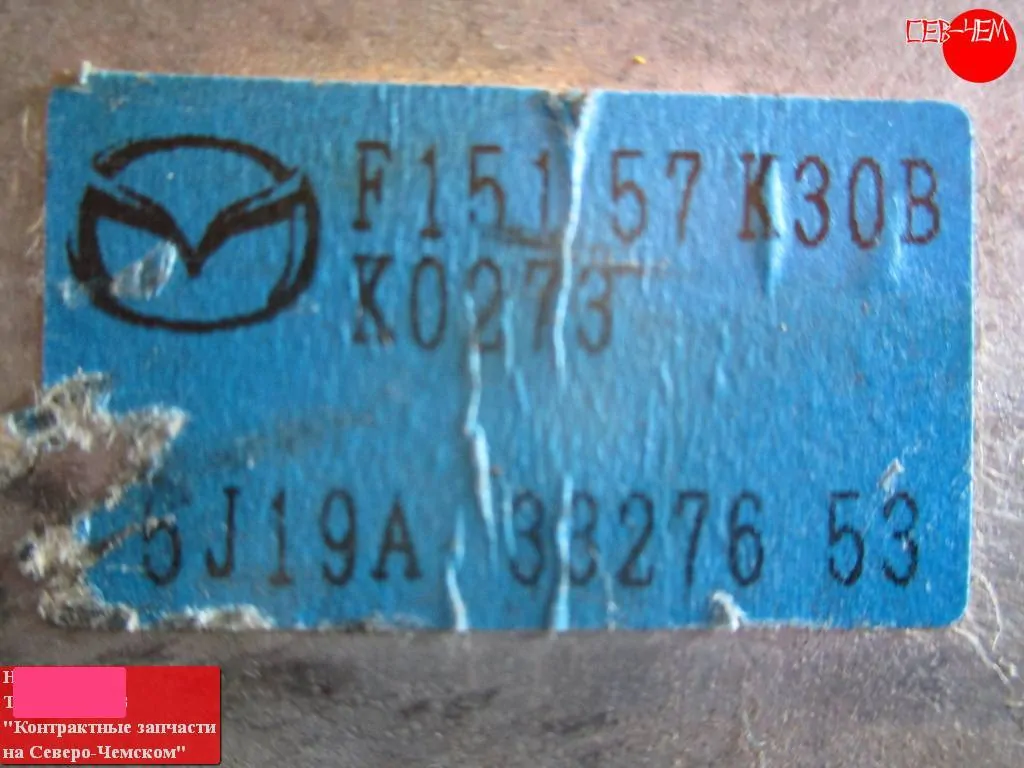 СЕВ-ЧЕМ
F151 57 K30B
K0273
5J19A 33276 53
"Контрактные запчасти
на Северо-Чемском"